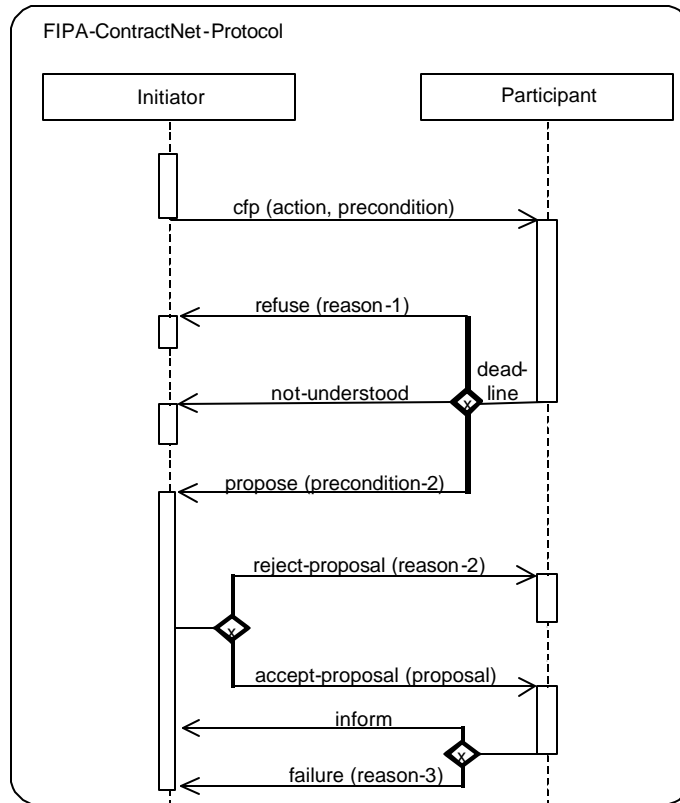 FIPA-ContractNet-Protocol
Initiator
Participant
cfp (action, precondition)
refuse (reason-1)
dead-
line
not-understood
x
propose (precondition-2)
reject-proposal (reason-2)
x
accept-proposal (proposal)
inform
x
failure (reason-3)